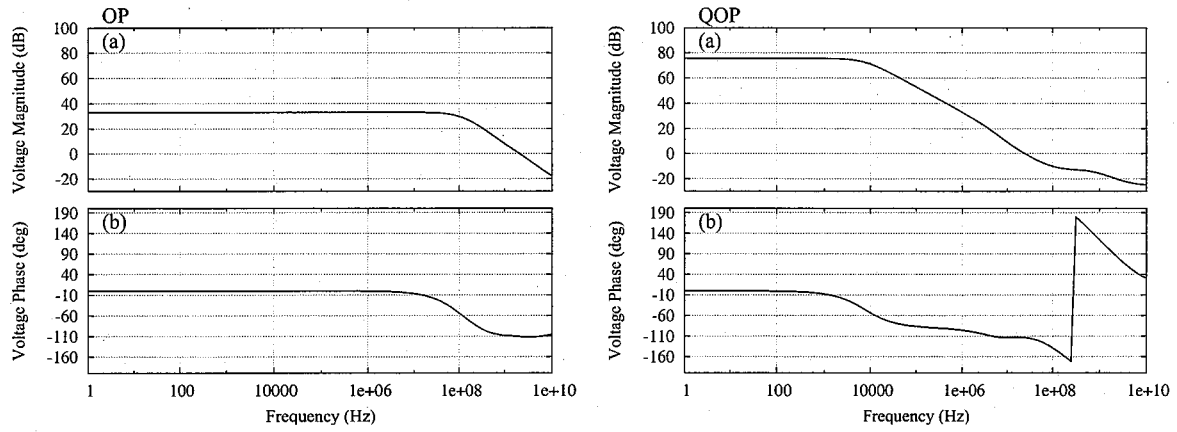 OP
(a)
Voltage Magnitude (dB)
100
80
60
40
20
0
-20
(b)
Voltage Phase (deg)
190
140
90
40
-10
-60
-110
-160
1
100
10000
1e+06
1e+08
1e+10
Frequency (Hz)
QOP
(a)
Voltage Magnitude (dB)
100
80
60
40
20
0
-20
(b)
Voltage Phase (deg)
190
140
90
40
-10
-60
-110
-160
1
100
10000
1e+06
1e+08
1e+10
Frequency (Hz)